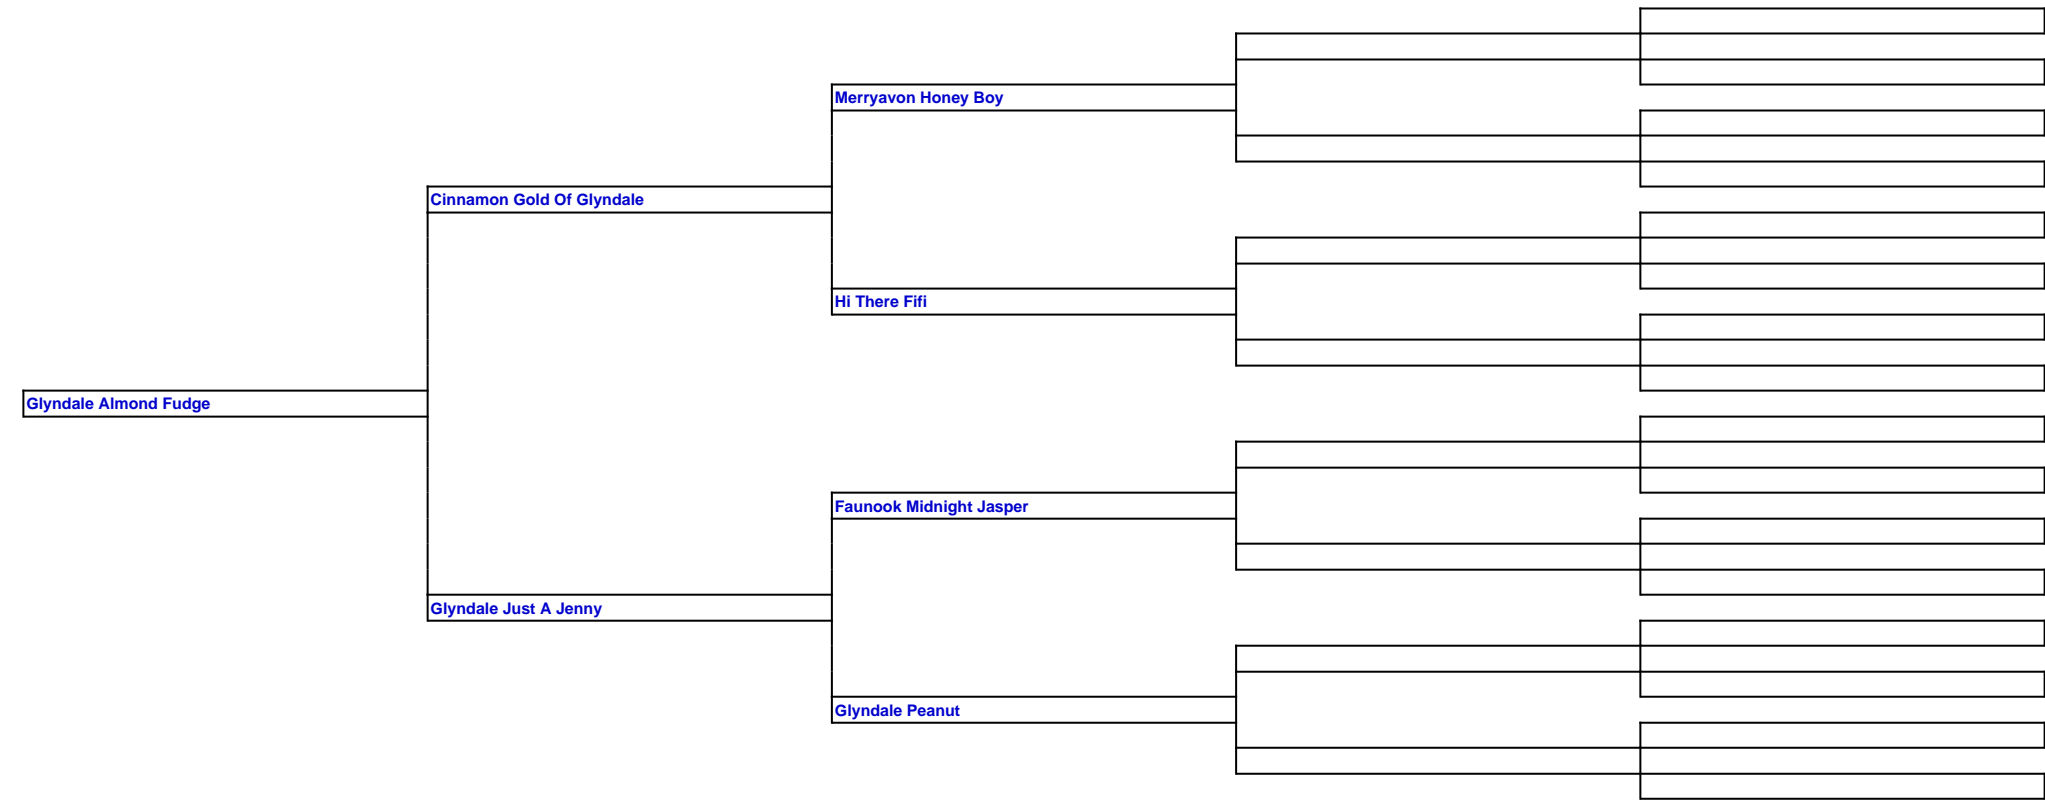 Merryavon Honey Boy
Cinnamon Gold Of Glyndale
Hi There Fifi
Glyndale Almond Fudge
Faunook Midnight Jasper
Glyndale Just A Jenny
Glyndale Peanut